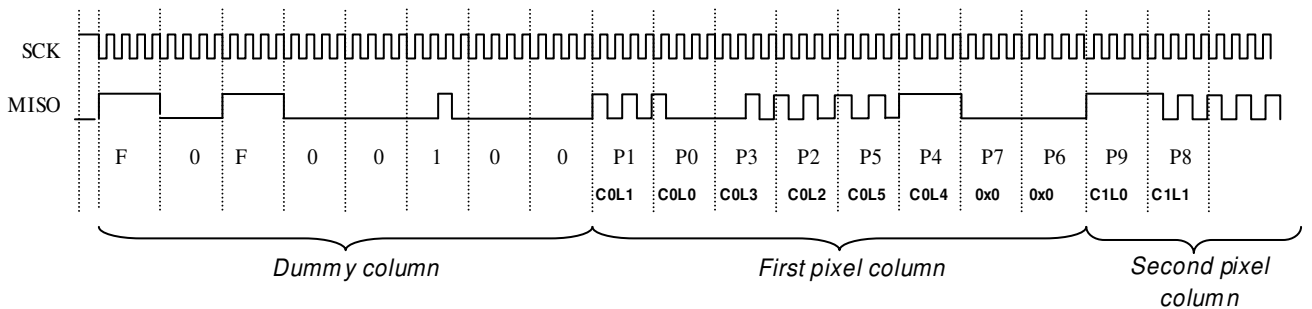 SCK
MISO
F 0 F 0 0 1 0 0 P1 P0 P3 P2 P5 P4 P7 P6 P9 P8
C0L1 C0L0 C0L3 C0L2 C0L5 C0L4 0x0 0x0 C1L0 C1L1
Dummy column First pixel column Second pixel
column